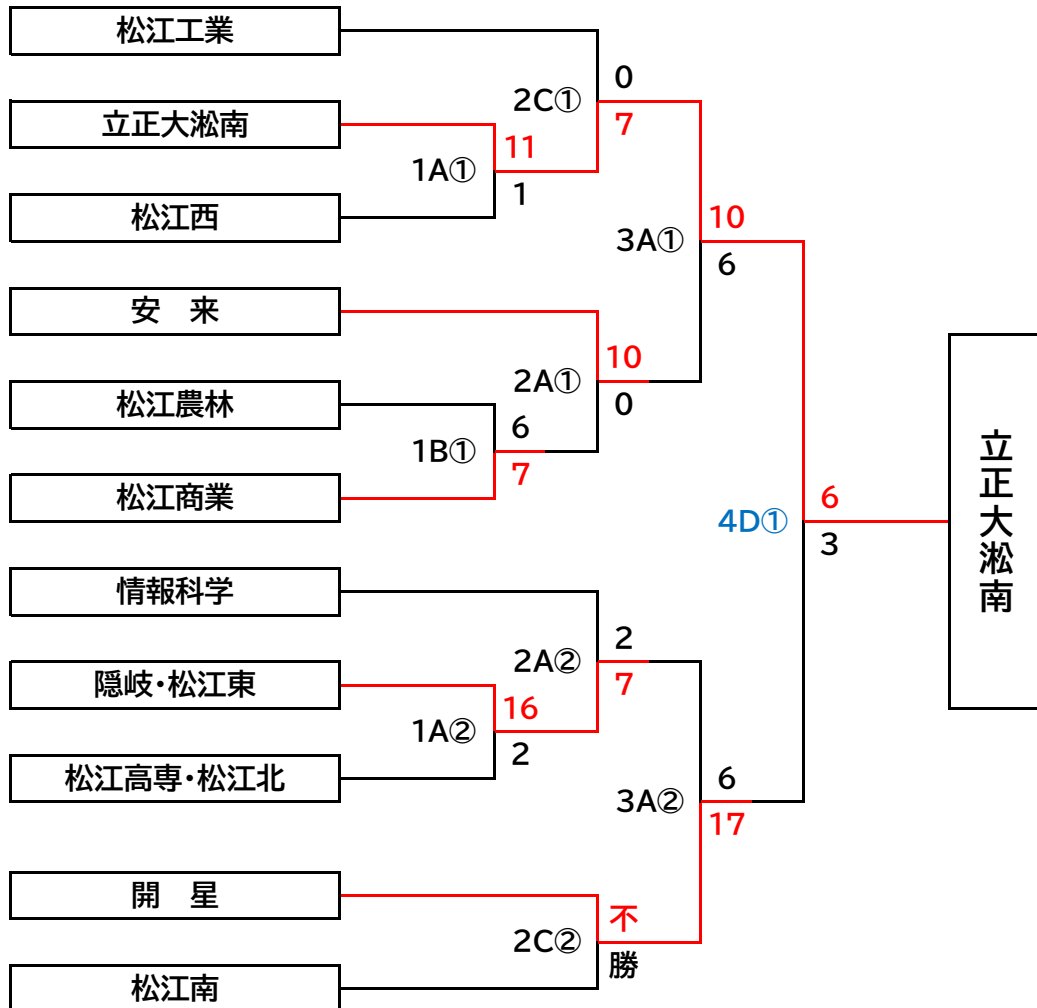 松江工業
0
2C①
7
立正大淞南
11
1A①
1
松江西
10
3A①
6
安　来
10
2A①
0
松江農林
6
1B①
7
松江商業
立正大淞南
6
4D①
3
情報科学
2
2A②
7
隠岐・松江東
16
1A②
2
松江高専・松江北
6
3A②
17
開　星
不
2C②
勝
松江南